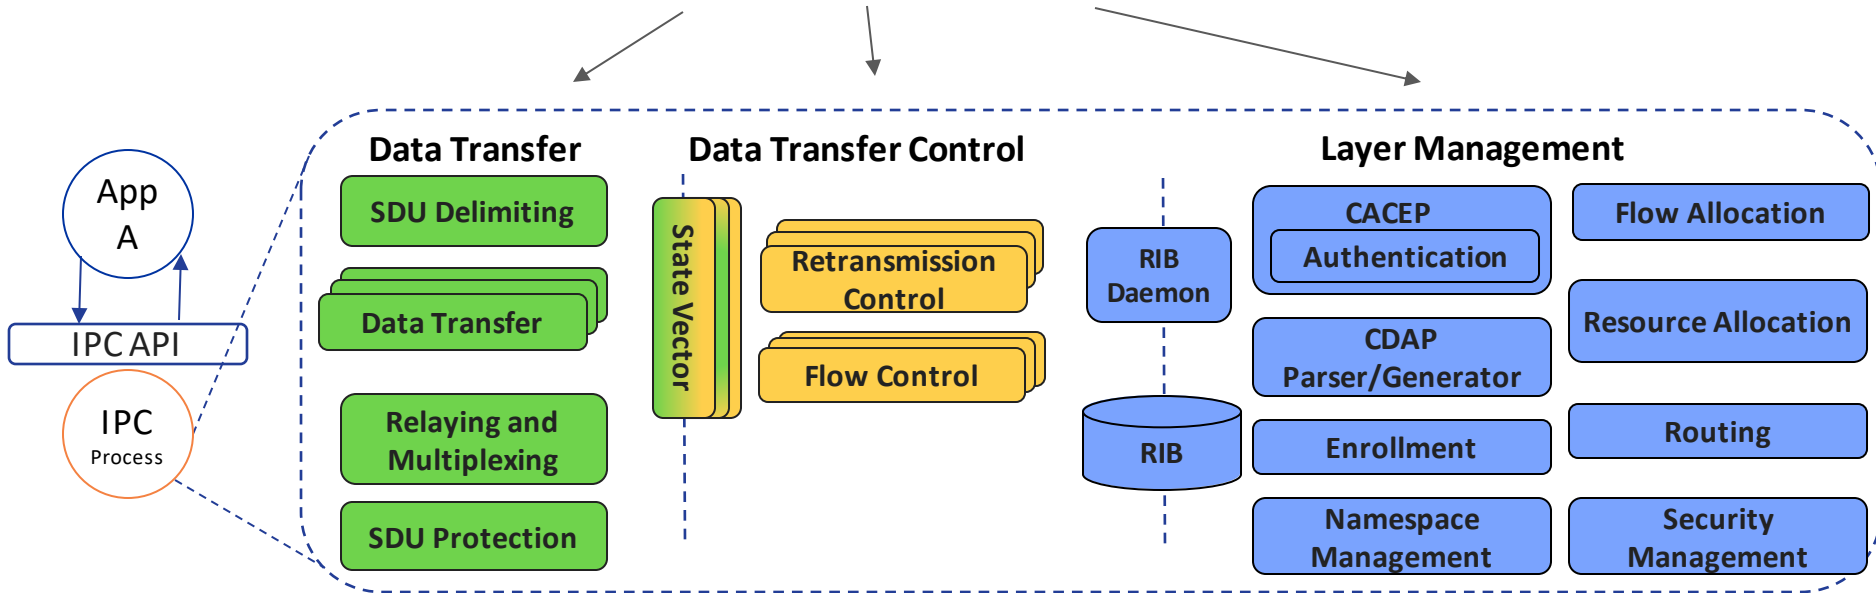 App
A
IPC API
IPC
Process
Data Transfer
SDU Delimiting
Data Transfer
Relaying and
Multiplexing
SDU Protection
Data Transfer Control
State Vector
Retransmission
Control
Flow Control
RIB
Daemon
RIB
Layer Management
CACEP
Authentication
CDAP
Parser/Generator
Enrollment
Namespace
Management
Flow Allocation
Resource Allocation
Routing
Security
Management